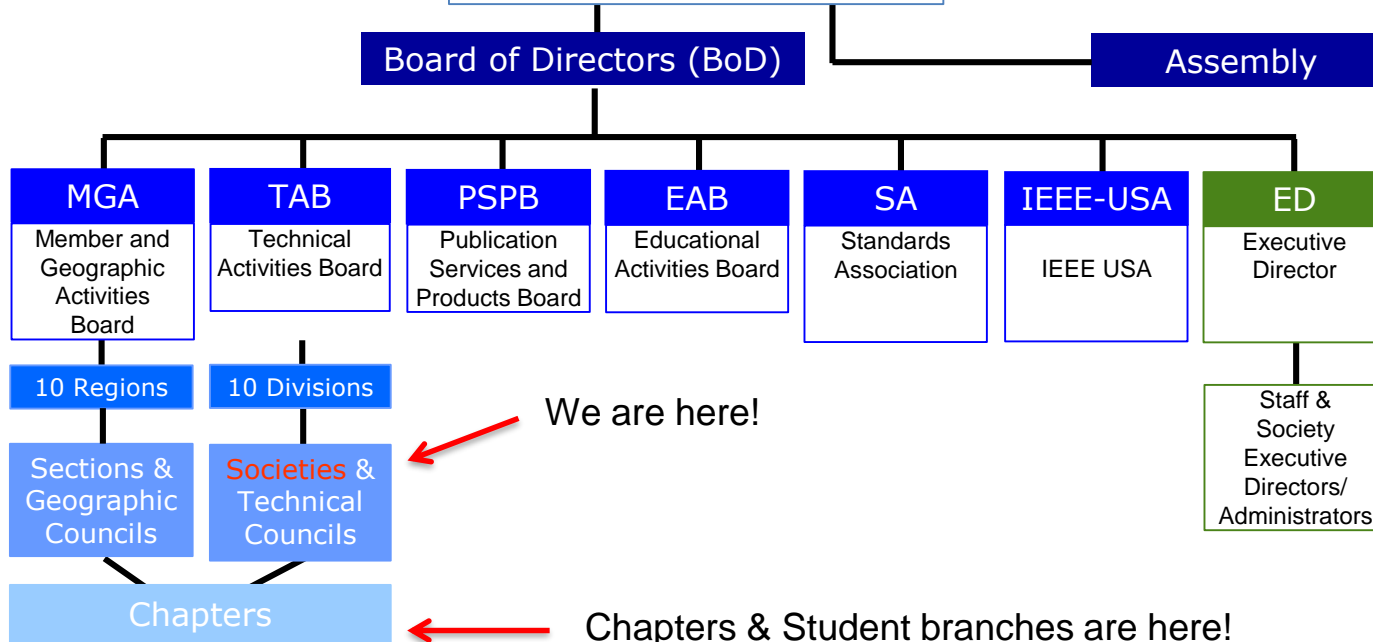 Board of Directors (BoD)
Assembly
MGA
Member and
Geographic
Activities
Board
TAB
Technical
Activities Board
PSPB
Publication
Services and
Products Board
EAB
Educational
Activities Board
SA
Standards
Association
IEEE-USA
IEEE USA
ED
Executive
Director
10 Regions
10 Divisions
We are here!
Sections &
Geographic
Councils
Societies &
Technical
Councils
Staff &
Society
Executive
Directors/
Administrators
Chapters
Chapters & Student branches are here!